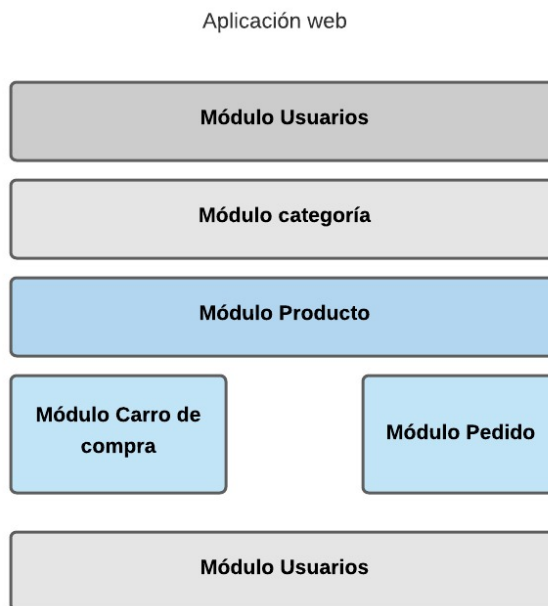 Aplicación web
Módulo Usuarios
Módulo categoría
Módulo Producto
Módulo Carro de
compra
Módulo Pedido
Módulo Usuarios